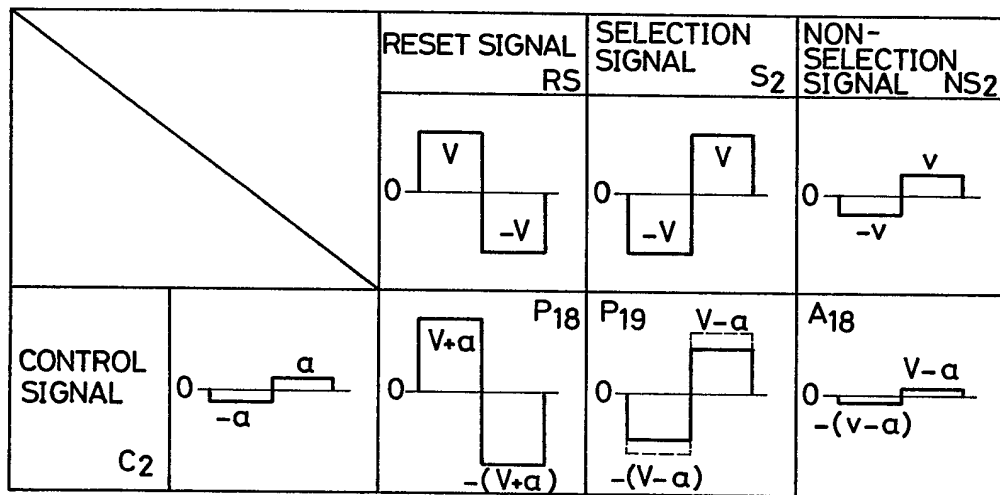 RESET SIGNAL
RS
SELECTION
SIGNAL
S2
NON-
SELECTION
SIGNAL NS2
0
V
-V
0
-V
V
0
-v
v
CONTROL
SIGNAL
C2
0
-a
a
P18
V+a
0
-(V+a)
P19
V-a
0
-(V-a)
A18
V-a
0
-(v-a)